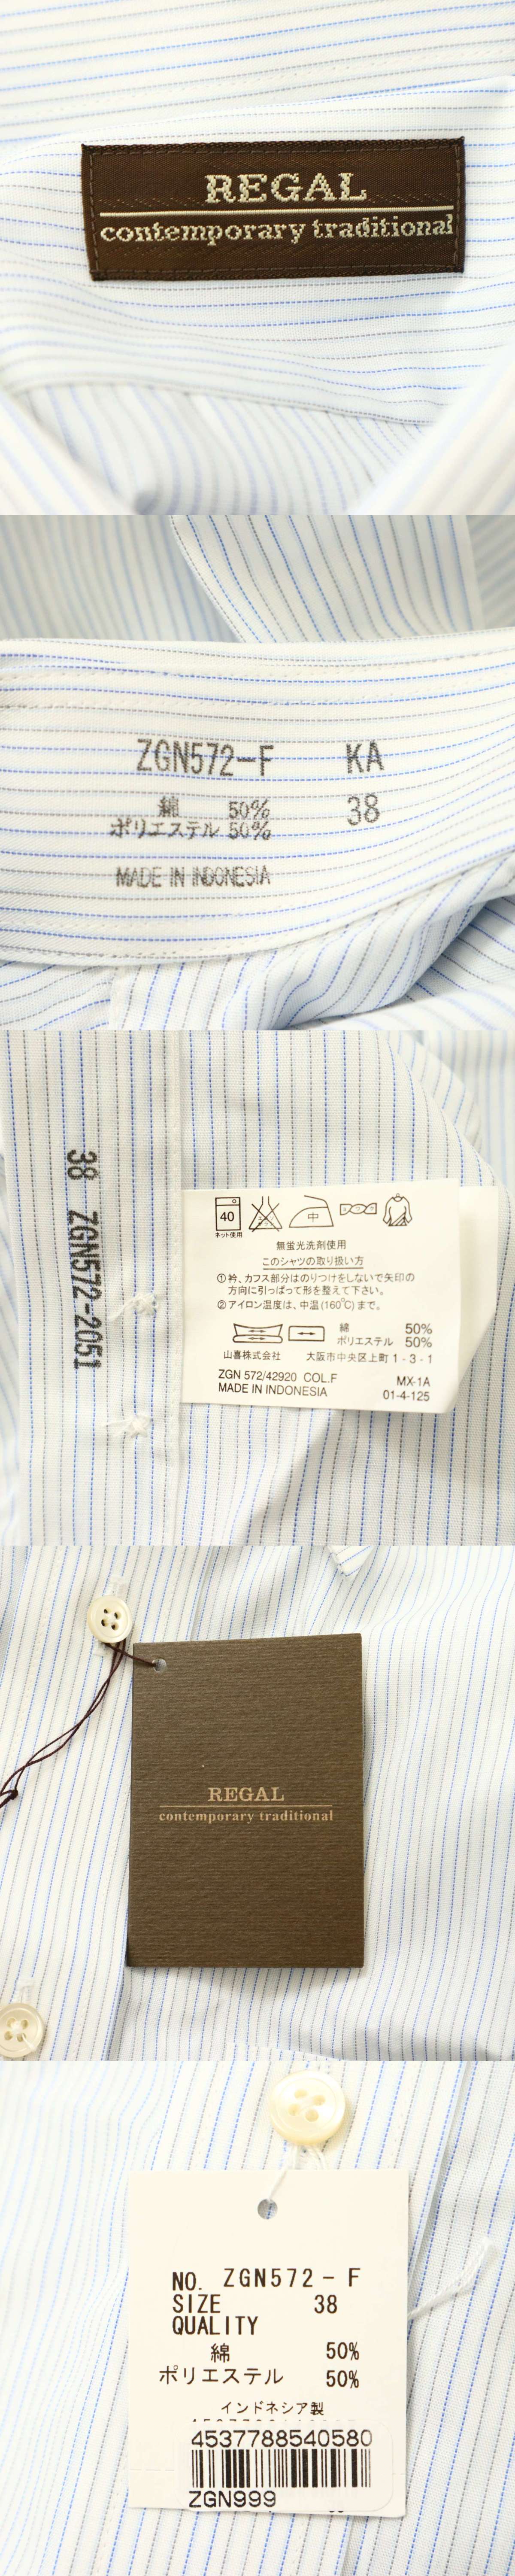 REGAL
contemporary traditional
ZGN572-F KA
綿 50% 38
ポリエステル 50%
MADE IN INDONESIA
38 ZGN572-2051
40 中
ネット使用
無蛍光洗剤使用
このシャツの取り扱い方
①衿、カフス部分はのりつけをしないで矢印の
方向に引っぱって形を整えて下さい。
②アイロン温度は、中温(160℃)まで。
綿 50%
ポリエステル 50%
山喜株式会社 大阪市中央区上町1-3-1
ZGN 572/42920 COL.F MX-1A
MADE IN INDONESIA 01-4-125
REGAL
contemporary traditional
NO. ZGN572-F
SIZE 38
QUALITY
綿 50%
ポリエステル 50%
インドネシア製
4537788540580
ZGN999